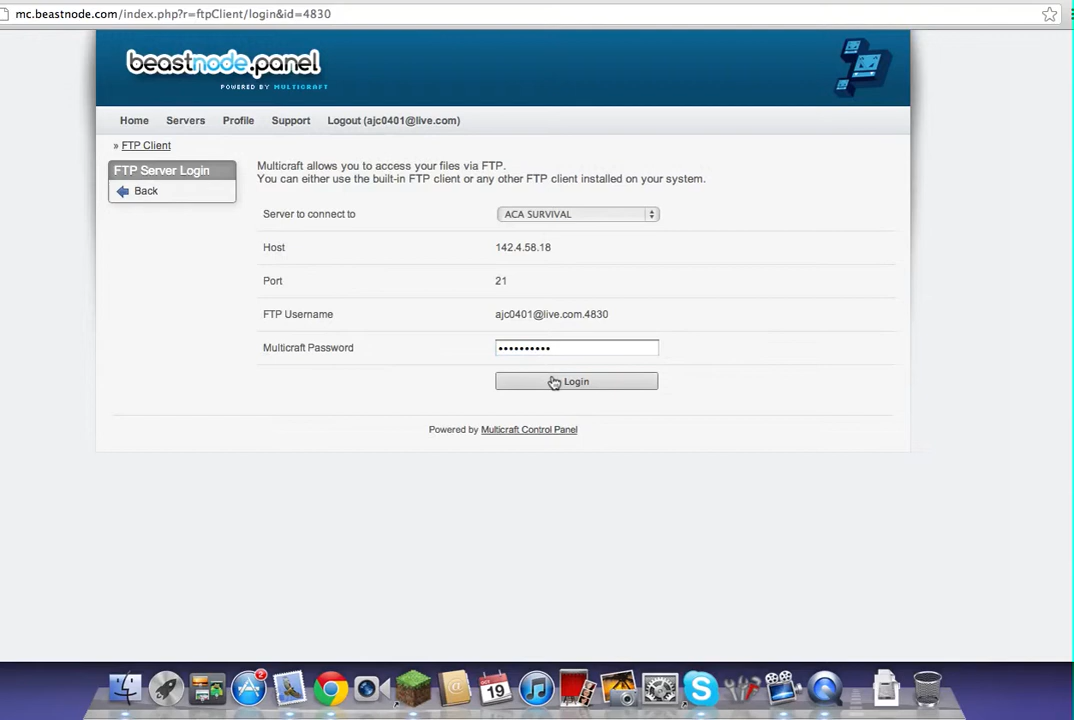 mc.beastnode.com/index.php?r=ftpClient/login&id=4830
beastnode.panel
POWERED BY MULTICRAFT
Home Servers Profile Support Logout (ajc0401@live.com)
» FTP Client
FTP Server Login
Back
Multicraft allows you to access your files via FTP.
You can either use the built-in FTP client or any other FTP client installed on your system.
Server to connect to ACA SURVIVAL
Host 142.4.58.18
Port 21
FTP Username ajc0401@live.com.4830
Multicraft Password ••••••••••
Login
Powered by Multicraft Control Panel
2
19